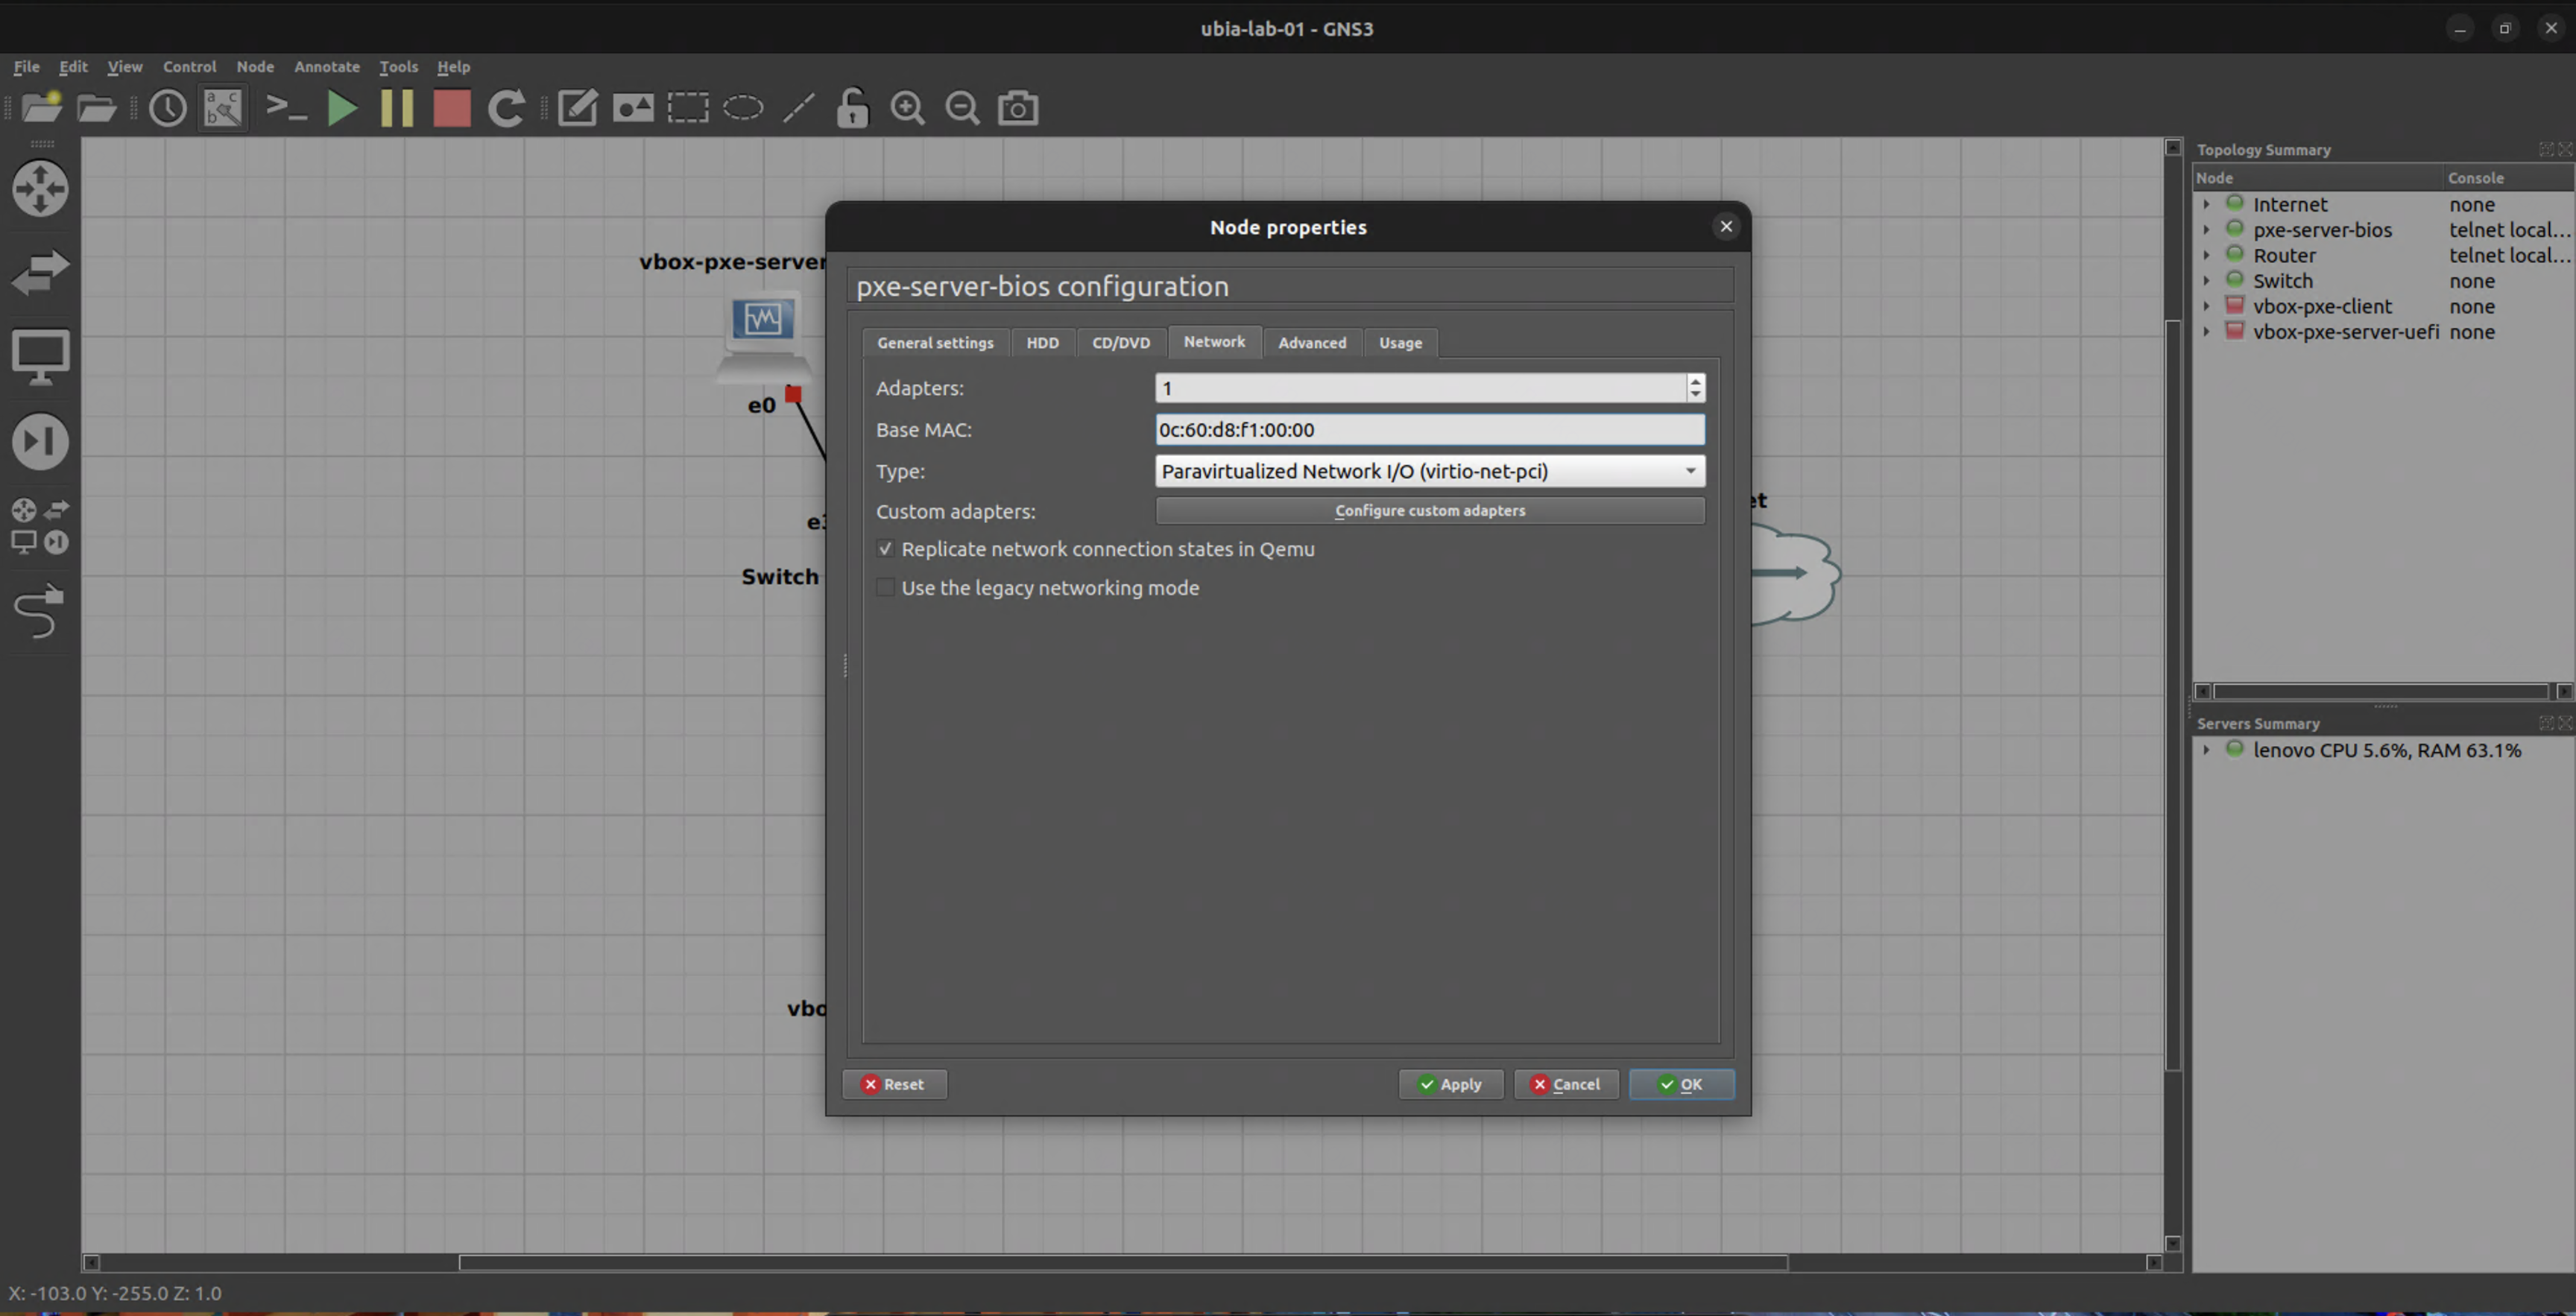 ubia-lab-01 - GNS3
File Edit View Control Node Annotate Tools Help
vbox-pxe-server
e0
e3
Switch
vbo
et
Node properties
pxe-server-bios configuration
General settings HDD CD/DVD Network Advanced Usage
Adapters: 1
Base MAC: 0c:60:d8:f1:00:00
Type: Paravirtualized Network I/O (virtio-net-pci)
Custom adapters: Configure custom adapters
Replicate network connection states in Qemu
Use the legacy networking mode
Reset Apply Cancel OK
Topology Summary
Node Console
Internet none
pxe-server-bios telnet local...
Router telnet local...
Switch none
vbox-pxe-client none
vbox-pxe-server-uefi none
Servers Summary
lenovo CPU 5.6%, RAM 63.1%
X: -103.0 Y: -255.0 Z: 1.0